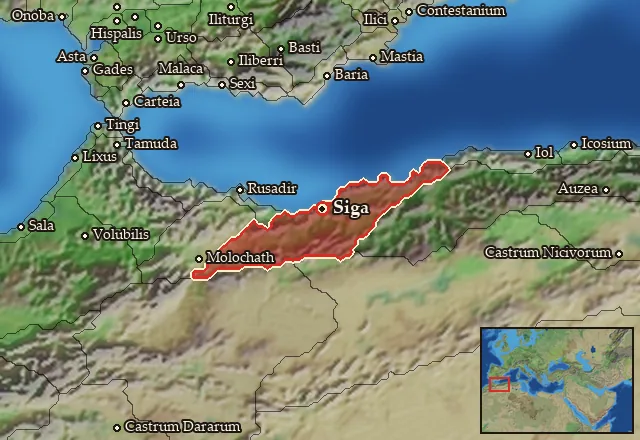 Contestanium
Onoba
Iliturgi
Ilici
Hispalis
Urso
Basti
Asta
Iliberri
Mastia
Gades
Malaca
Baria
Sexi
Carteia
Tingi
Tamuda
Iol
Icosium
Lixus
Rusadir
Auzea
Siga
Sala
Volubilis
Molochath
Castrum Nicivorum
Castrum Dararum